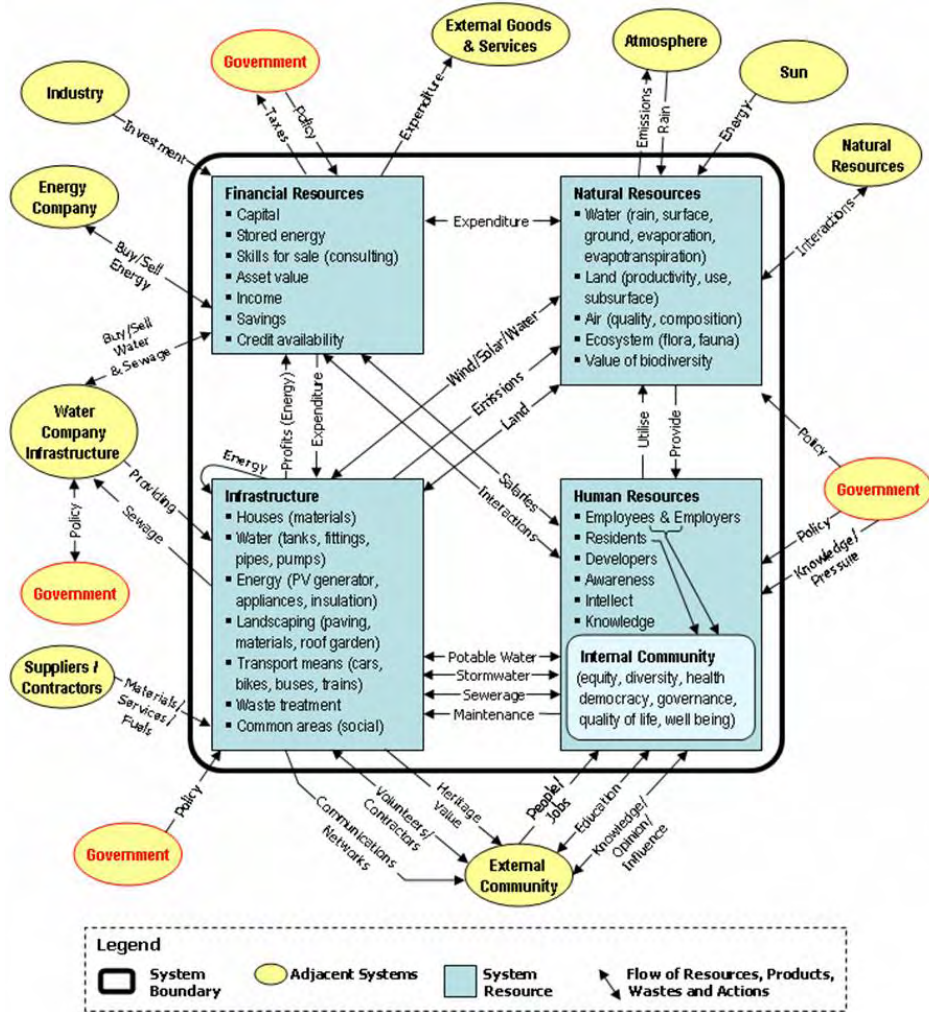 External Goods
& Services
Atmosphere
Government
Sun
Industry
Taxes
Policy
Expenditure
Emissions
Rain
Energy
Investment
Natural
Resources
Energy
Company
Financial Resources
▪ Capital
▪ Stored energy
▪ Skills for sale (consulting)
▪ Asset value
▪ Income
▪ Savings
▪ Credit availability
Expenditure
Natural Resources
▪ Water (rain, surface,
ground, evaporation,
evapotranspiration)
▪ Land (productivity, use,
subsurface)
▪ Air (quality, composition)
▪ Ecosystem (flora, fauna)
▪ Value of biodiversity
Interactions
Buy/Sell
Energy
Buy/Sell
Water
& Sewage
Wind/Solar/Water
Emissions
Land
Profits (Energy)
Expenditure
Utilise
Provide
Water
Company
Infrastructure
Policy
Government
Energy
Salaries
Interactions
Providing
Sewage
Infrastructure
▪ Houses (materials)
▪ Water (tanks, fittings,
pipes, pumps)
▪ Energy (PV generator,
appliances, insulation)
▪ Landscaping (paving,
materials, roof garden)
▪ Transport means (cars,
bikes, buses, trains)
▪ Waste treatment
▪ Common areas (social)
Human Resources
▪ Employees & Employers
▪ Residents
▪ Developers
▪ Awareness
▪ Intellect
▪ Knowledge
Internal Community
(equity, diversity, health
democracy, governance,
quality of life, well being)
Policy
Knowledge/
Pressure
Policy
Government
Potable Water
Stormwater
Sewerage
Maintenance
Suppliers /
Contractors
Materials/
Services/
Fuels
Policy
Government
Communications
Networks
Volunteers/
Contractors
Heritage
Value
People/
Jobs
Education
Knowledge/
Opinion/
Influence
External
Community
Legend
System
Boundary
Adjacent Systems
System
Resource
Flow of Resources, Products,
Wastes and Actions